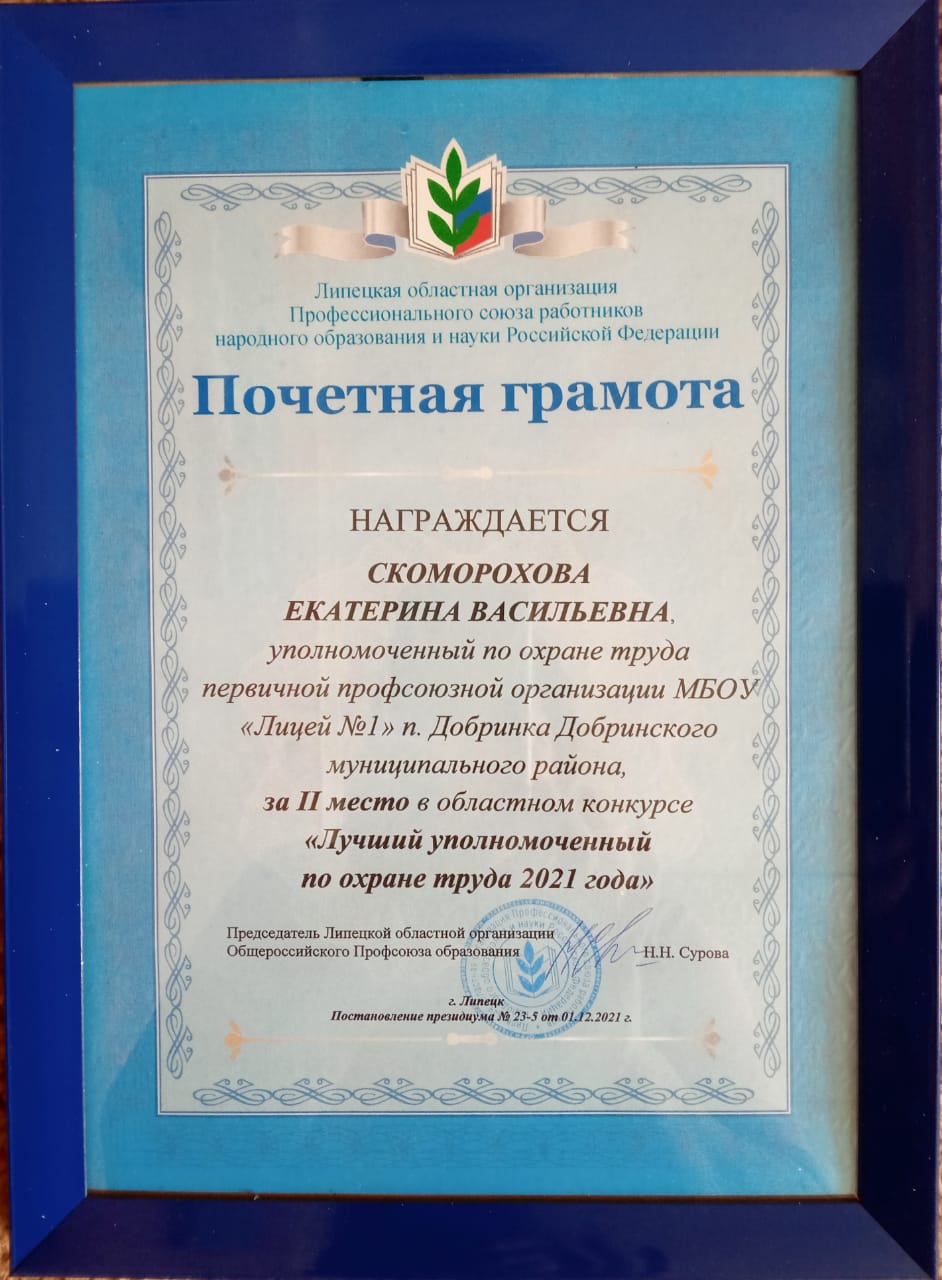 Липецкая областная организация
Профессионального союза работников
народного образования и науки Российской Федерации
Почетная грамота
НАГРАЖДАЕТСЯ
СКОМОРОХОВА
ЕКАТЕРИНА ВАСИЛЬЕВНА,
уполномоченный по охране труда
первичной профсоюзной организации МБОУ
«Лицей №1» п. Добринка Добринского
муниципального района,
за II место в областном конкурсе
«Лучший уполномоченный
по охране труда 2021 года»
Председатель Липецкой областной организации
Общероссийского Профсоюза образования Н.Н. Сурова
г. Липецк
Постановление президиума № 23-5 от 01.12.2021 г.